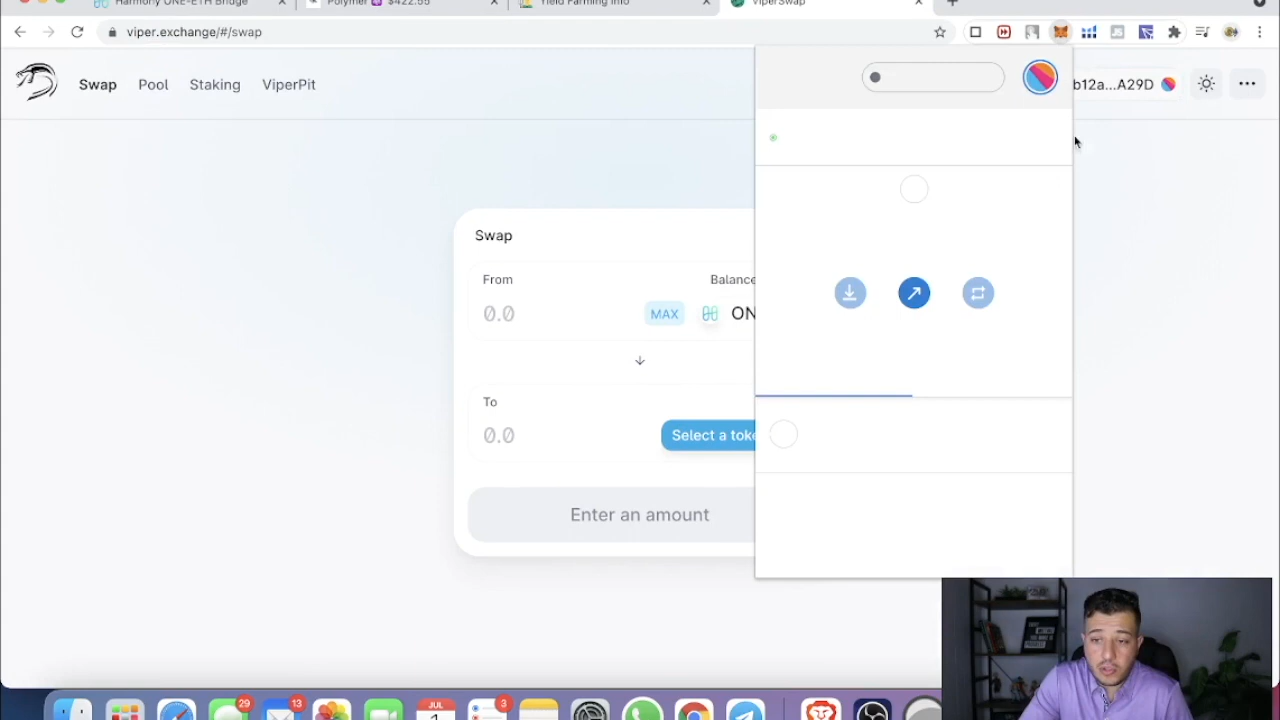 Harmony ONE-ETH Bridge
Polymer $422.55
Yield Farming Info
ViperSwap
viper.exchange/#/swap
Swap
Pool
Staking
ViperPit
b12a...A29D
Swap
From
Balance
0.0
MAX
ON
To
0.0
Select a toke
Enter an amount
29
13
JUL
1
3